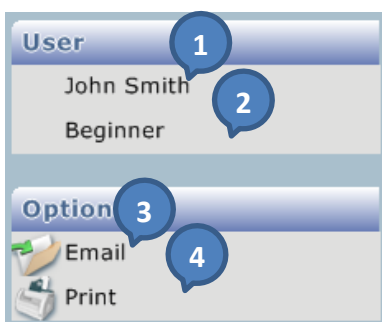 User
1
John Smith
2
Beginner
Option
3
Email
4
Print